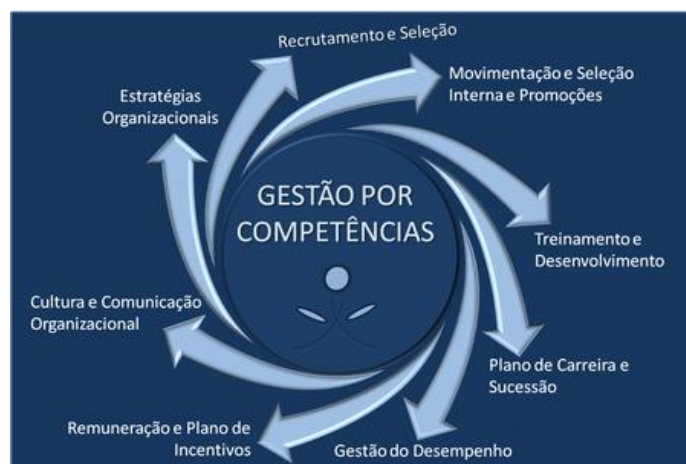 GESTÃO POR
COMPETÊNCIAS
Recrutamento e Seleção
Movimentação e Seleção
Interna e Promoções
Treinamento e
Desenvolvimento
Plano de Carreira e
Sucessão
Gestão do Desempenho
Remuneração e Plano de
Incentivos
Cultura e Comunicação
Organizacional
Estratégias
Organizacionais